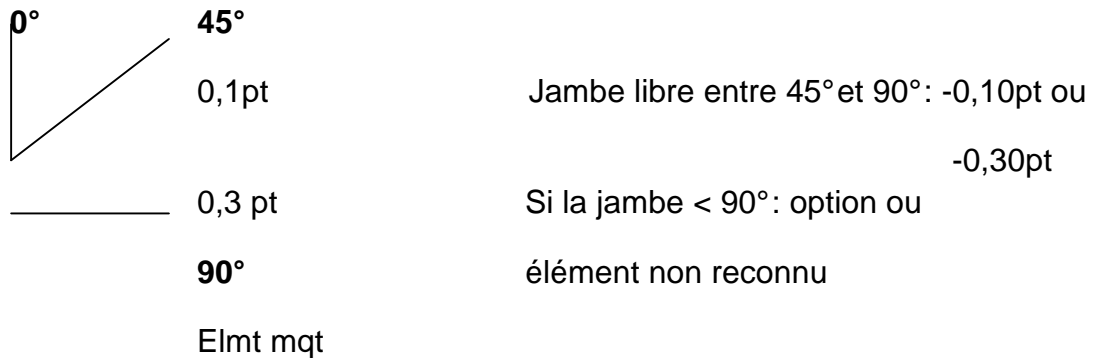 0° 45°
0,1pt Jambe libre entre 45°et 90°: -0,10pt ou
-0,30pt
0,3 pt Si la jambe < 90°: option ou
90° élément non reconnu
Elmt mqt